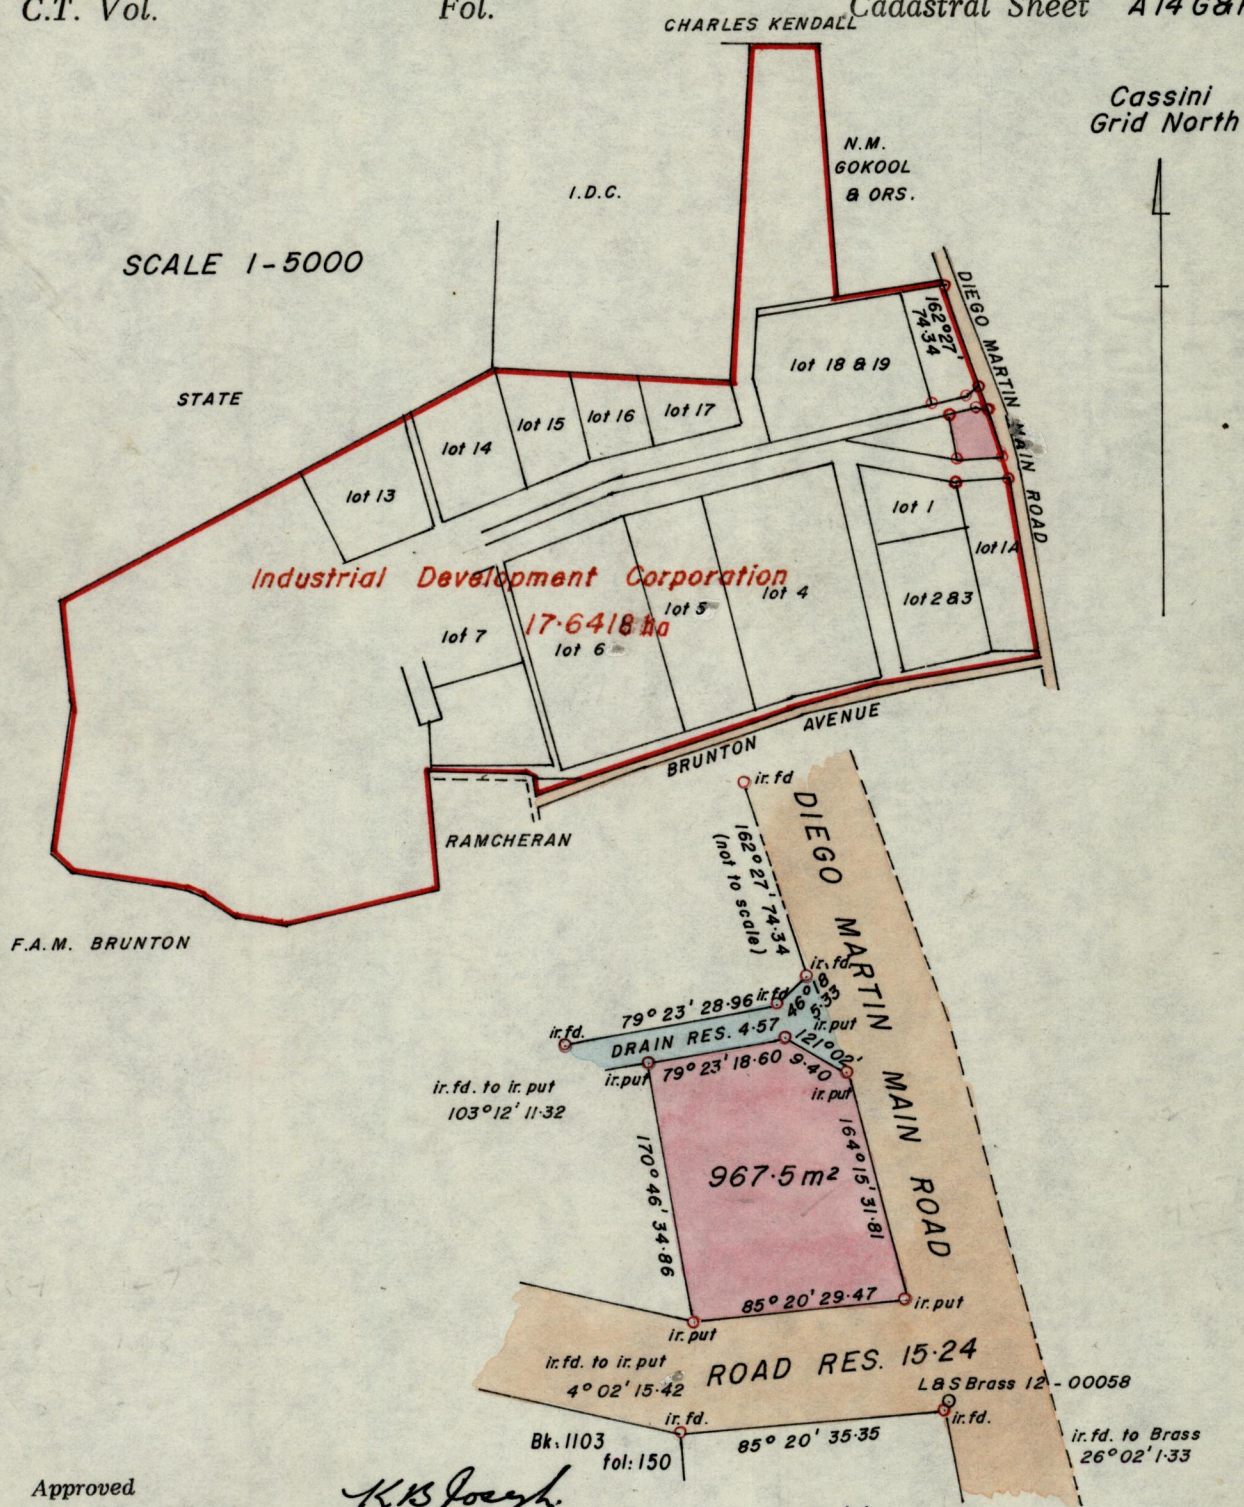 C.T. Vol. Fol. Cadastral Sheet A14 G&
CHARLES KENDALL
Cassini
Grid North
N.M.
GOKOOL
& ORS.
I.D.C.
SCALE 1-5000
DIEGO MARTIN MAIN ROAD
162°27'
74.34
lot 18 & 19
STATE
lot 17
lot 16
lot 15
lot 14
lot 13
lot 1
lot 1A
Industrial Development Corporation
17.6418 ha
lot 4
lot 5
lot 2&3
lot 7
lot 6
BRUNTON AVENUE
RAMCHERAN
F.A.M. BRUNTON
ir. fd
DIEGO MARTIN MAIN ROAD
162° 27' 74.34
(not to scale)
ir. fd.
ir. fd
46° 18'
5.33
79° 23' 28.96
ir. fd.
DRAIN RES. 4.57
ir. put
121° 02'
9.40
79° 23' 18.60
ir. put
ir. put
ir. fd. to ir. put
103° 12' 11.32
170° 46' 34.86
967.5 m²
164° 15' 31.81
85° 20' 29.47
ir. put
ir. put
ir. fd. to ir. put
4° 02' 15.42
ROAD RES. 15.24
L&S Brass 12-00058
ir. fd.
ir. fd.
85° 20' 35.35
Bk: 1103
fol: 150
ir. fd. to Brass
26° 02' 1.33
Approved
K B Joseph.